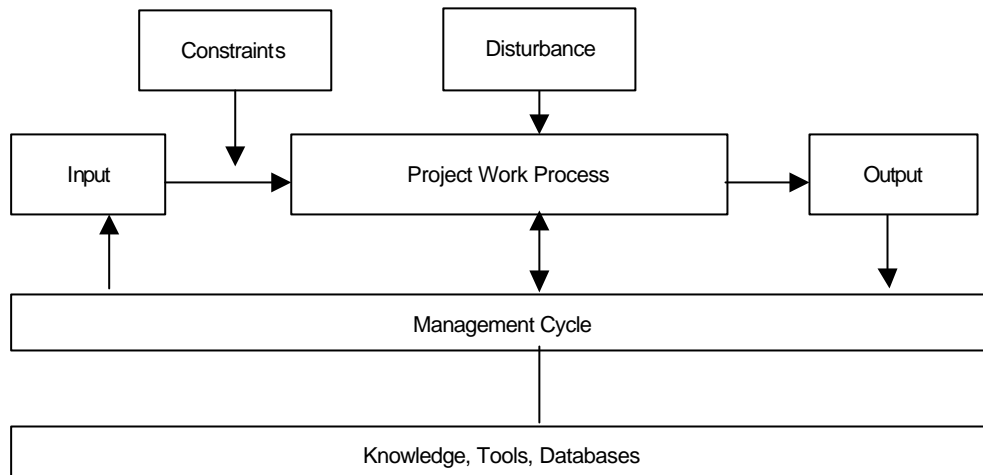 Constraints
Disturbance
Input
Project Work Process
Output
Management Cycle
Knowledge, Tools, Databases